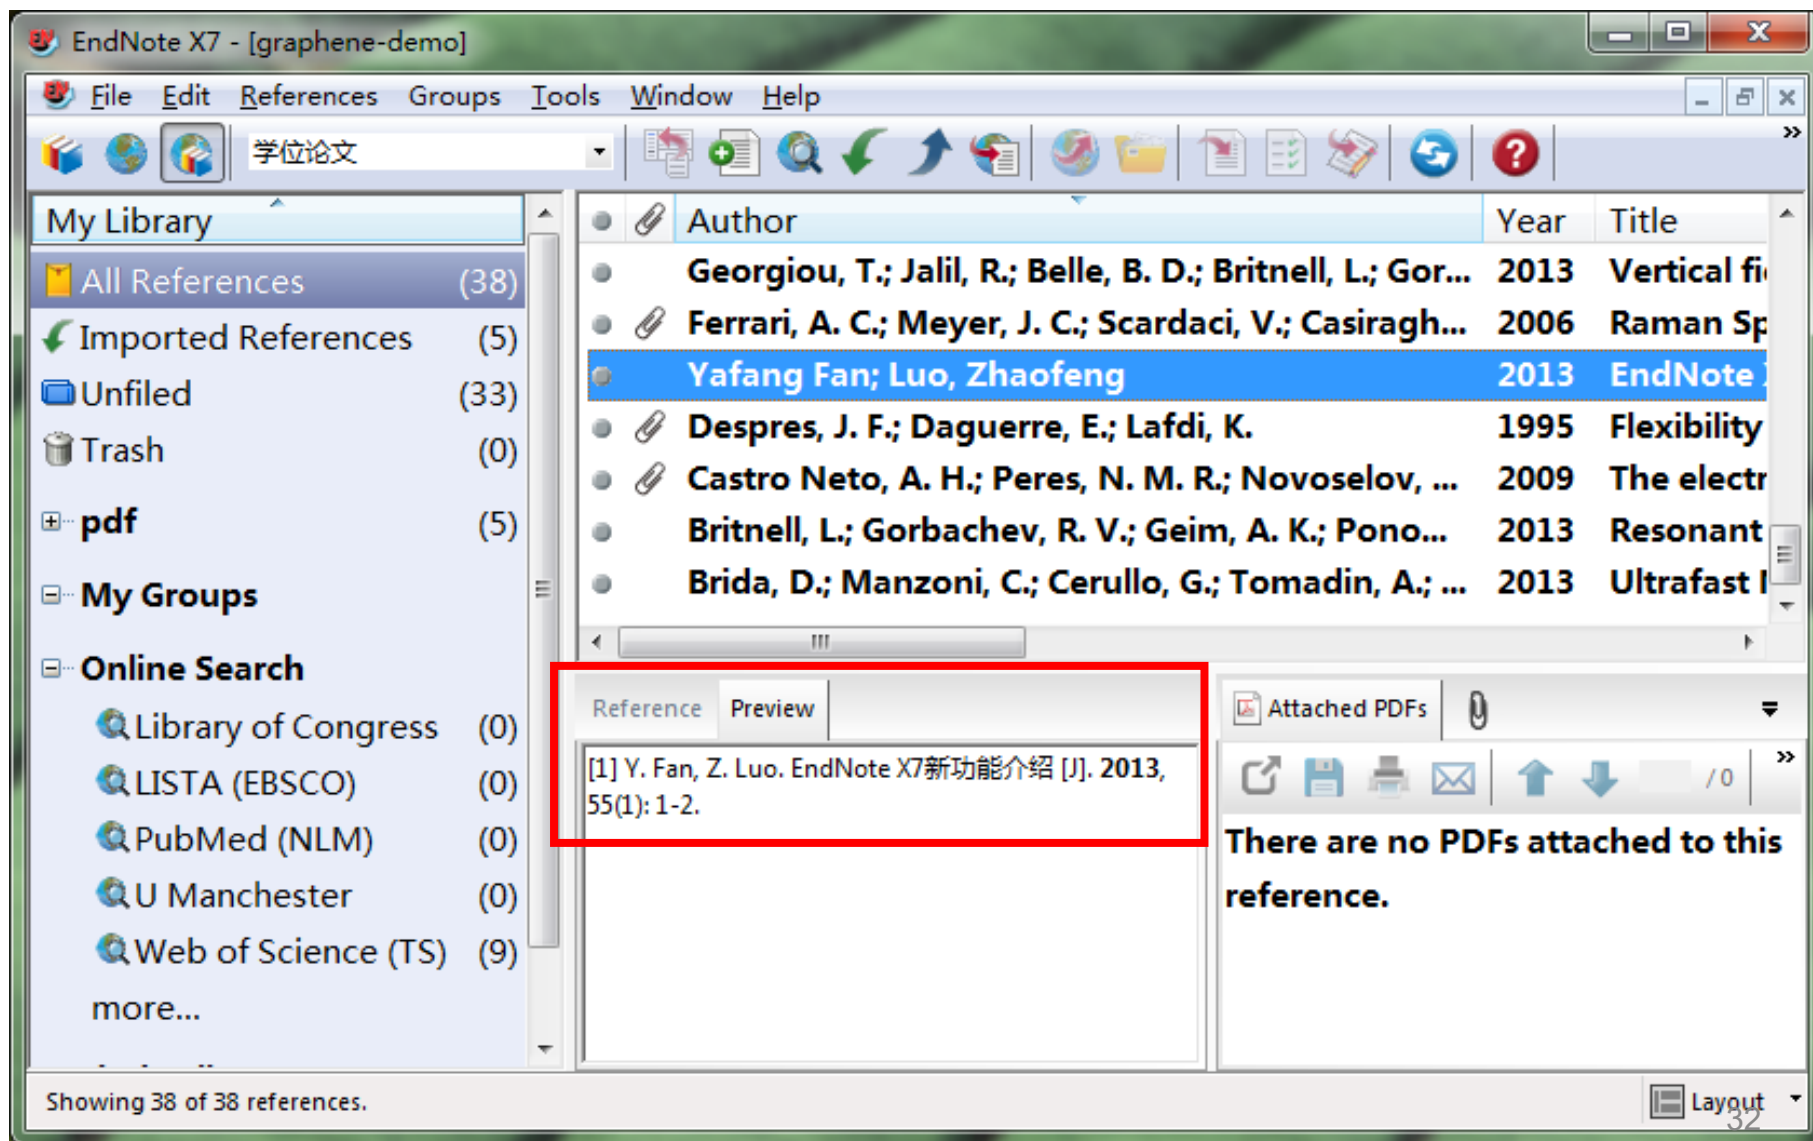 EndNote X7 - [graphene-demo]
File Edit References Groups Tools Window Help
学位论文
My Library
All References (38)
Imported References (5)
Unfiled (33)
Trash (0)
pdf (5)
My Groups
Online Search
Library of Congress (0)
LISTA (EBSCO) (0)
PubMed (NLM) (0)
U Manchester (0)
Web of Science (TS) (9)
more...
Author Year Title
Georgiou, T.; Jalil, R.; Belle, B. D.; Britnell, L.; Gor... 2013 Vertical fi
Ferrari, A. C.; Meyer, J. C.; Scardaci, V.; Casiragh... 2006 Raman Sp
Yafang Fan; Luo, Zhaofeng 2013 EndNote
Despres, J. F.; Daguerre, E.; Lafdi, K. 1995 Flexibility
Castro Neto, A. H.; Peres, N. M. R.; Novoselov, ... 2009 The electr
Britnell, L.; Gorbachev, R. V.; Geim, A. K.; Pono... 2013 Resonant
Brida, D.; Manzoni, C.; Cerullo, G.; Tomadin, A.; ... 2013 Ultrafast
Reference Preview
[1] Y. Fan, Z. Luo. EndNote X7新功能介绍 [J]. 2013,
55(1): 1-2.
Attached PDFs
/ 0
There are no PDFs attached to this
reference.
Showing 38 of 38 references.
Layout
32